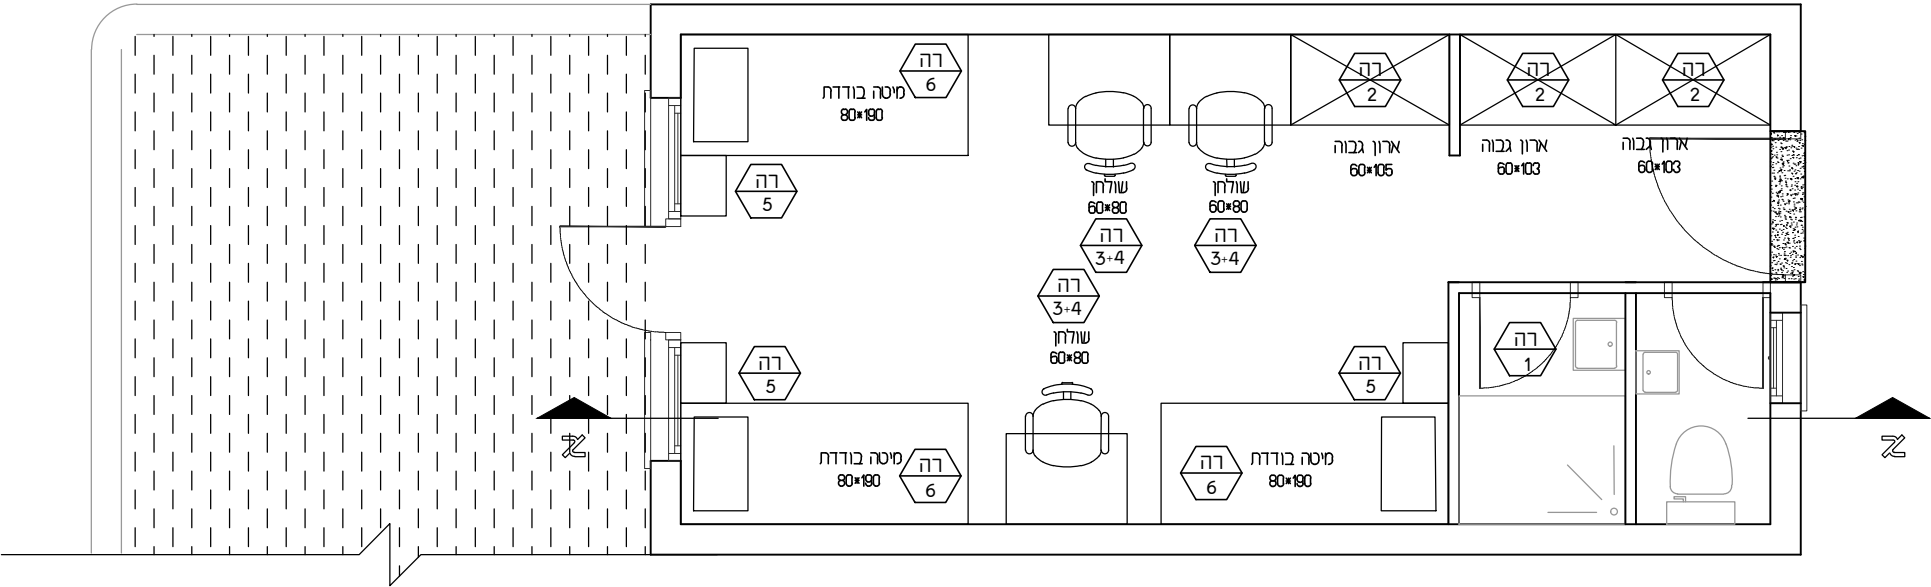 רה
6
מיטה בודדת
80*190
רה
2
רה
2
רה
2
ארון גבוה
60*105
ארון גבוה
60*103
ארון גבוה
60*103
רה
5
שולחן
60*80
שולחן
60*80
רה
3+4
רה
3+4
רה
3+4
שולחן
60*80
רה
5
רה
5
רה
1
מיטה בודדת
80*190
רה
6
רה
6
מיטה בודדת
80*190